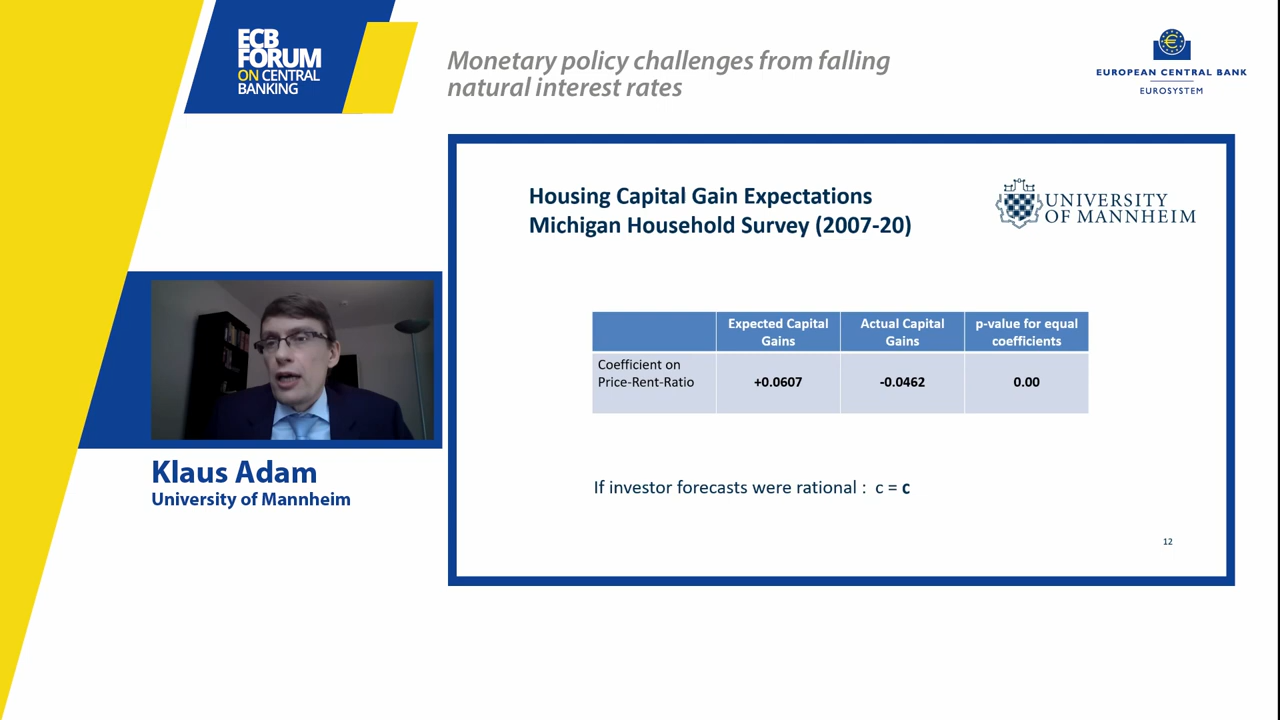 ECB
FORUM
ON CENTRAL
BANKING
Monetary policy challenges from falling
natural interest rates
EUROPEAN CENTRAL BANK
EUROSYSTEM
Housing Capital Gain Expectations
Michigan Household Survey (2007-20)
UNIVERSITY
OF MANNHEIM
Expected Capital
Gains
Actual Capital
Gains
p-value for equal
coefficients
Coefficient on
Price-Rent-Ratio
+0.0607
-0.0462
0.00
If investor forecasts were rational : c = c
12
Klaus Adam
University of Mannheim